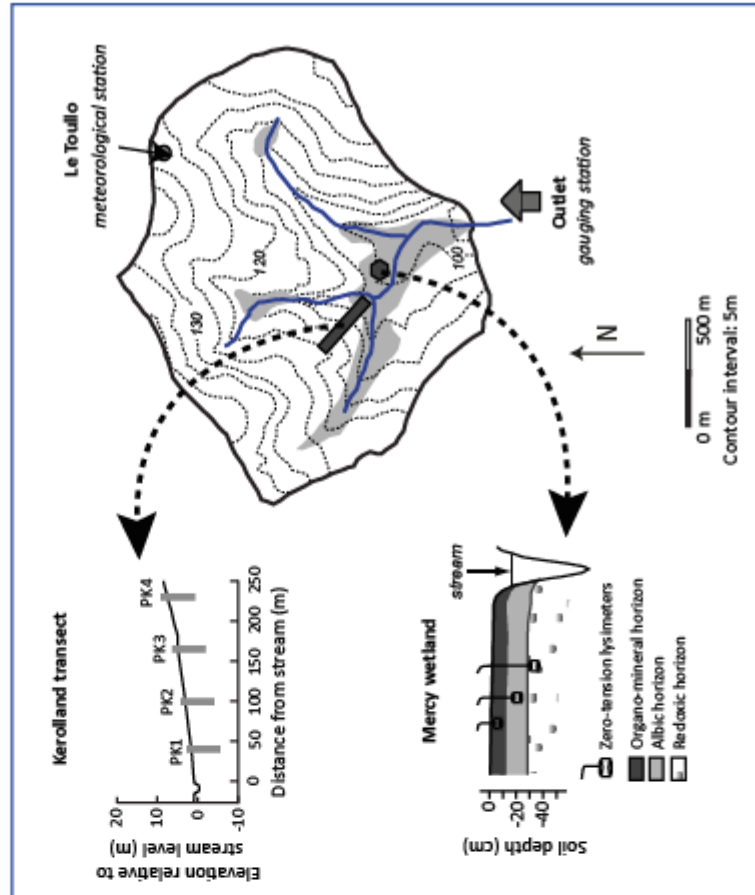 Kerolland transect
Elevation relative to
stream level (m)
20
10
0
-10
PK1
PK2
PK3
PK4
0
50
100
150
200
250
Distance from stream (m)
Mercy wetland
Soil depth (cm)
0
-20
-40
stream
Zero-tension lysimeters
Organo-mineral horizon
Albic horizon
Redoxic horizon
Le Toullo
meteorological station
130
120
100
Outlet
gauging station
N
0 m
500 m
Contour interval: 5m